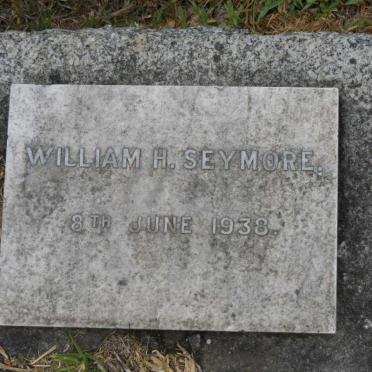 WILLIAM H. SEYMORE.
8TH JUNE 1938.